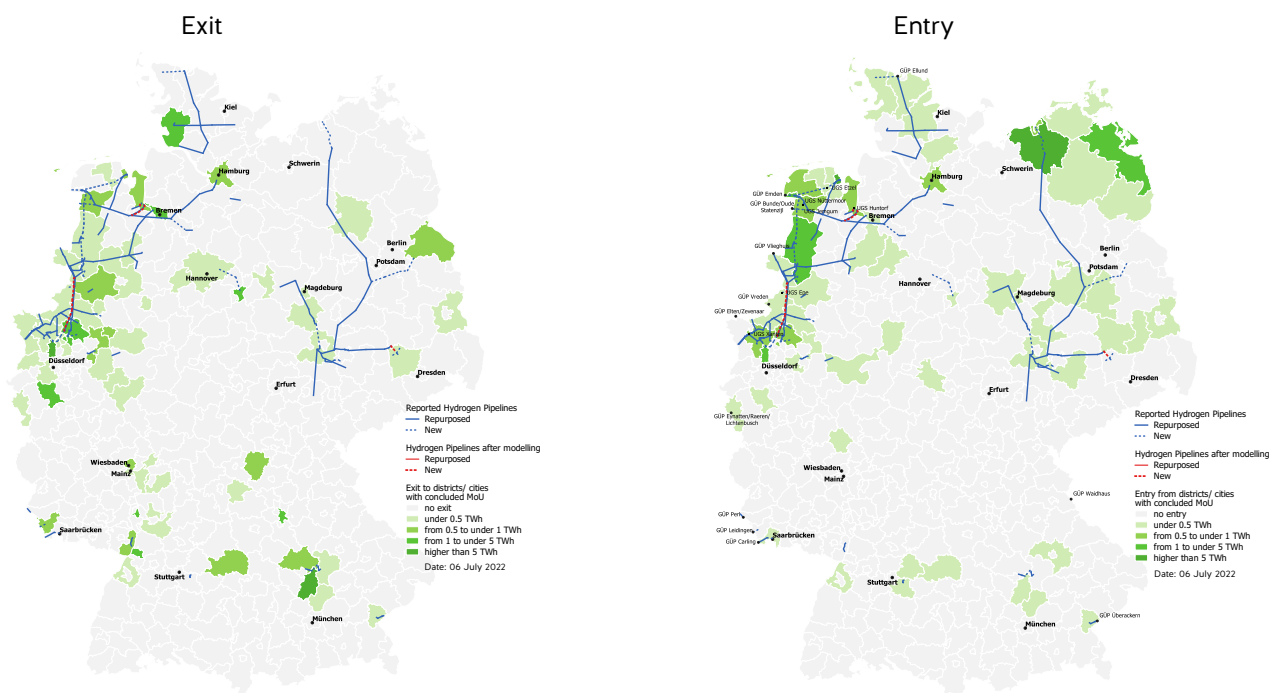 Exit
Kiel
Schwerin
Hamburg
Bremen
Berlin
Potsdam
Hannover
Magdeburg
Düsseldorf
Dresden
Erfurt
Wiesbaden
Mainz
Saarbrücken
Stuttgart
München
Reported Hydrogen Pipelines
Repurposed
New
Hydrogen Pipelines after modelling
Repurposed
New
Exit to districts/ cities
with concluded MoU
no exit
under 0.5 TWh
from 0.5 to under 1 TWh
from 1 to under 5 TWh
higher than 5 TWh
Date: 06 July 2022
Entry
GÜP Ellund
Kiel
Schwerin
Hamburg
UGS Etzel
GÜP Emden
UGS Nüttermoor
GÜP Bunde/Oude
Statenzijl
UGS Jemgum
UGS Huntorf
Bremen
GÜP Vlieghuis
Berlin
Potsdam
Hannover
UGS Epe
Magdeburg
GÜP Vreden
GÜP Elten/Zevenaar
UGS Xanten
Düsseldorf
Dresden
Erfurt
GÜP Eynatten/Raeren/
Lichtenbusch
Wiesbaden
Mainz
GÜP Waidhaus
GÜP Perl
GÜP Leidingen
GÜP Carling
Saarbrücken
Stuttgart
München
GÜP Überackern
Reported Hydrogen Pipelines
Repurposed
New
Hydrogen Pipelines after modelling
Repurposed
New
Entry from districts/ cities
with concluded MoU
no entry
under 0.5 TWh
from 0.5 to under 1 TWh
from 1 to under 5 TWh
higher than 5 TWh
Date: 06 July 2022